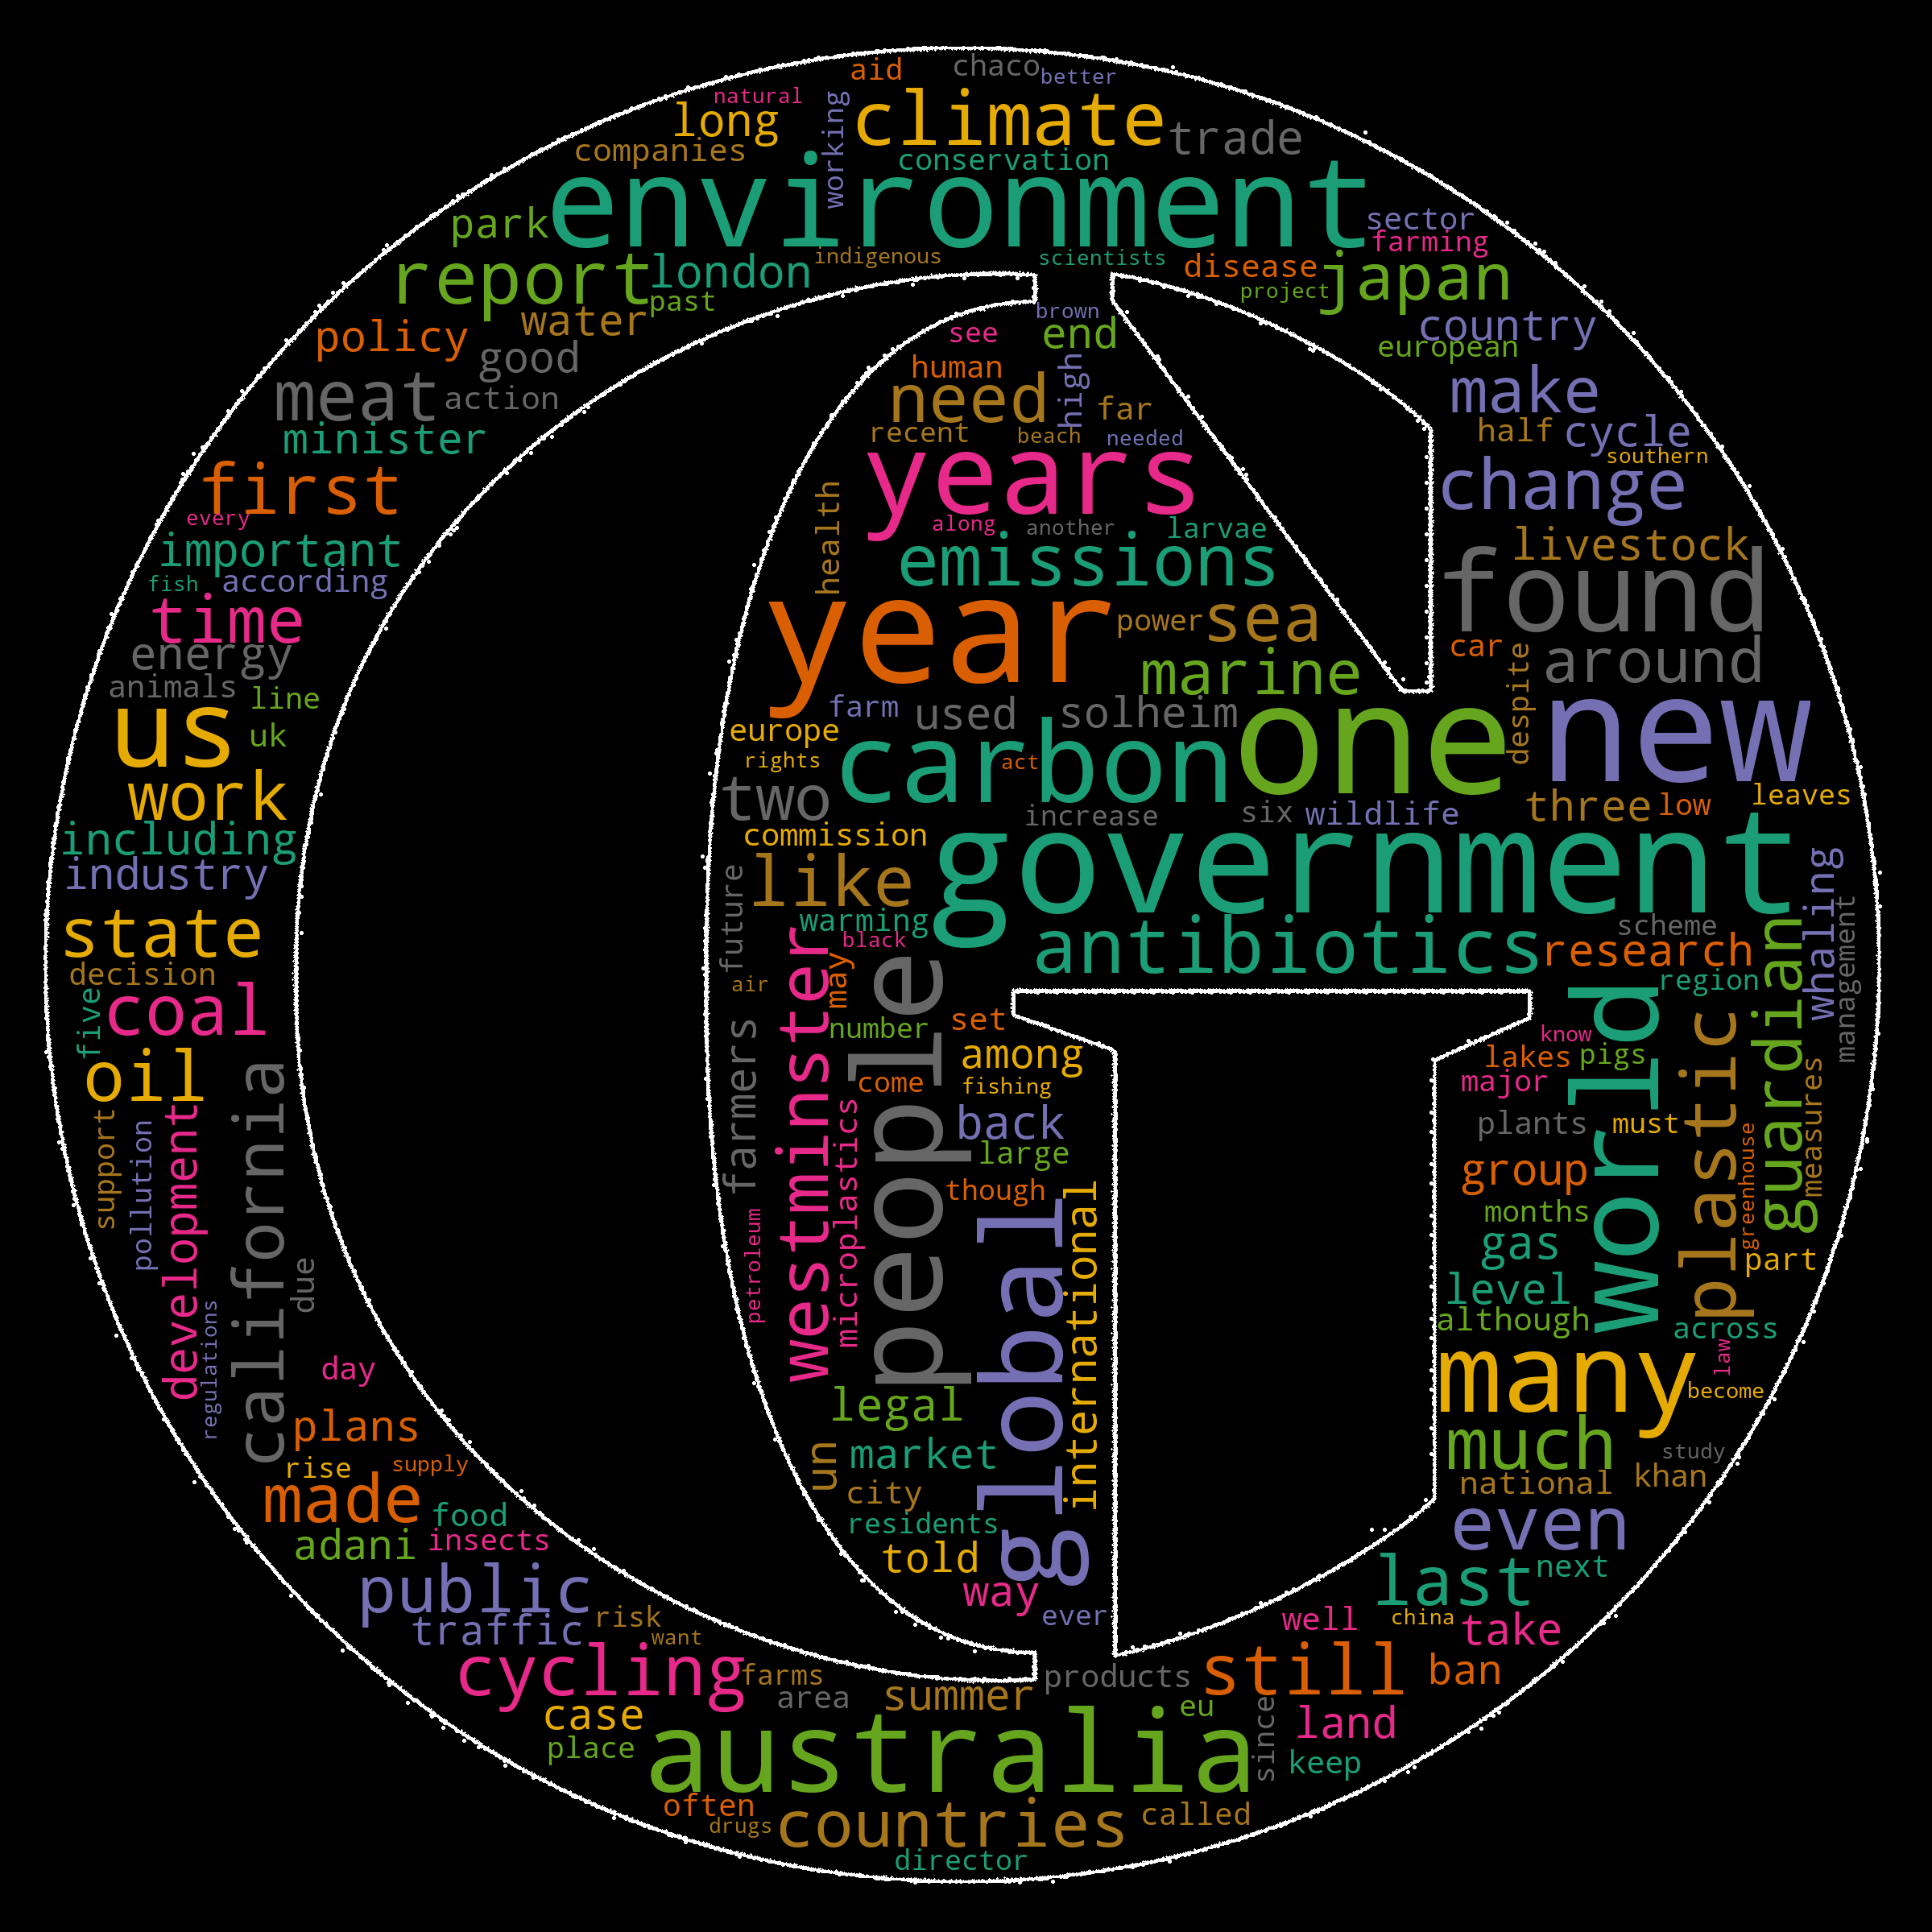 aid
chaco
better
natural
climate
long
working
trade
companies
conservation
environment
park
sector
farming
indigenous
scientists
report
london
disease
japan
past
project
water
brown
country
policy
see
end
european
good
human
high
make
meat
action
need
far
half
cycle
minister
recent
beach
needed
southern
first
years
change
every
health
along
another
larvae
important
emissions
livestock
fish
according
found
time
year
power
sea
energy
car
around
animals
marine
despite
line
farm
used
solheim
one
new
us
uk
europe
carbon
rights
act
work
two
increase
six
wildlife
three
low
leaves
including
commission
government
industry
like
whaling
future
warming
antibiotics
scheme
state
black
research
guardian
management
decision
air
may
people
region
five
coal
westminster
number
set
world
know
farmers
among
lakes
pigs
plastic
oil
california
come
fishing
major
measures
support
development
microplastics
back
plants
must
pollution
large
group
greenhouse
though
international
months
petroleum
global
gas
part
due
level
regulations
although
across
day
many
law
become
legal
plans
much
un
market
study
rise
supply
national
khan
made
city
food
residents
even
adani
insects
told
last
next
public
way
ever
risk
well
china
take
traffic
want
cycling
farms
products
still
ban
area
summer
case
eu
since
land
place
australia
keep
often
countries
called
drugs
director